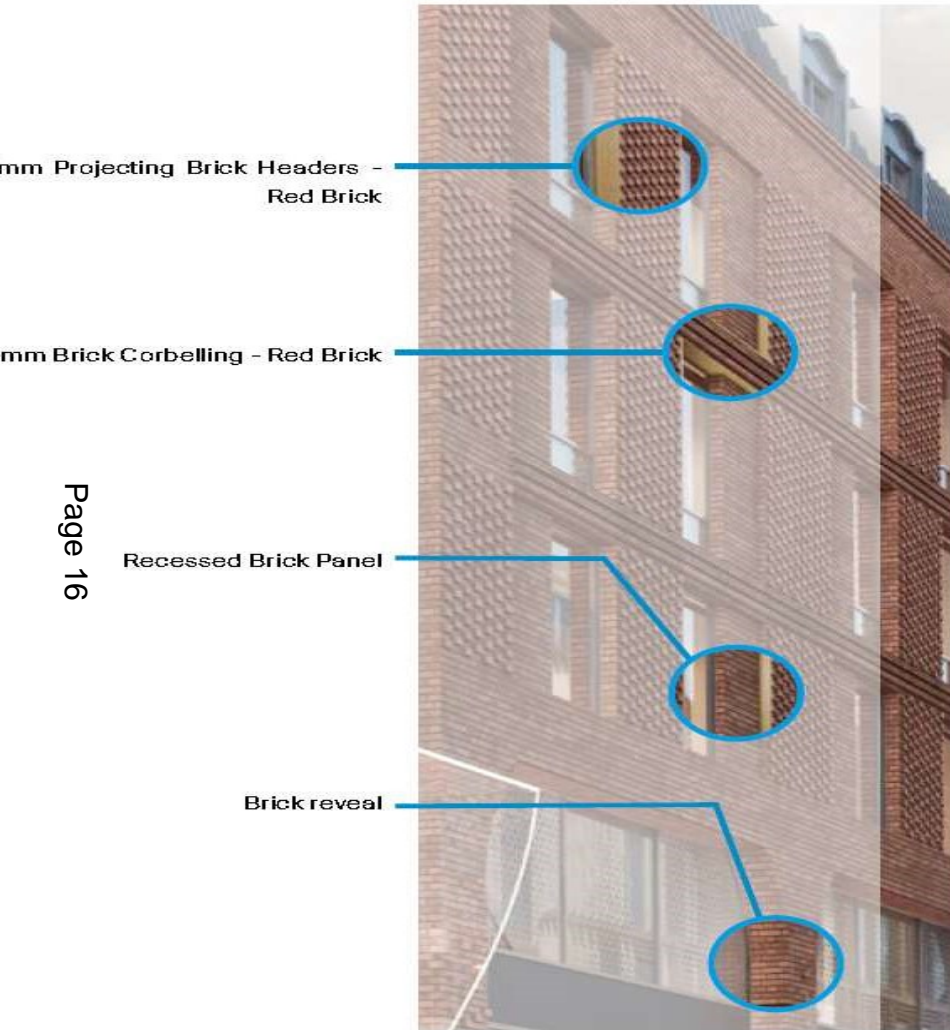 mm Projecting Brick Headers -
Red Brick
mm Brick Corbelling - Red Brick
Page 16
Recessed Brick Panel
Brick reveal